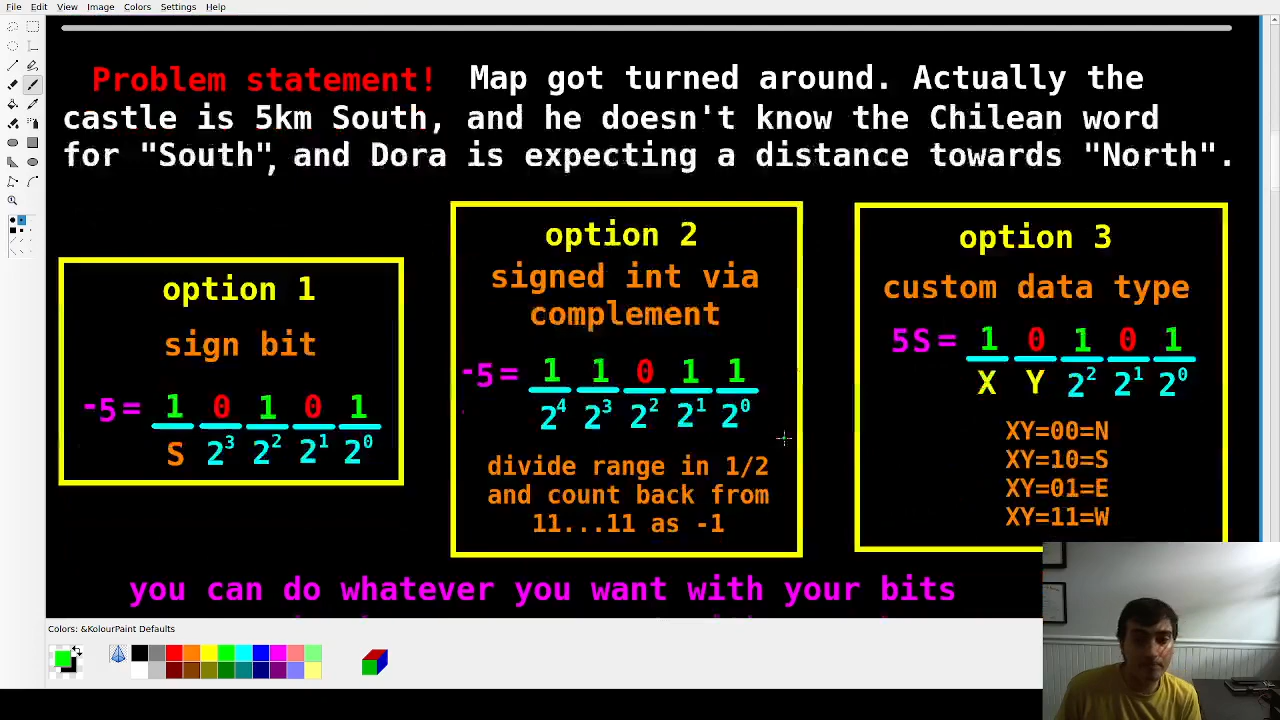 File Edit View Image Colors Settings Help
Problem statement! Map got turned around. Actually the
castle is 5km South, and he doesn't know the Chilean word
for "South", and Dora is expecting a distance towards "North".
option 1
sign bit
-5= 1 0 1 0 1
S 2³ 2² 2¹ 2⁰
option 2
signed int via
complement
-5= 1 1 0 1 1
2⁴ 2³ 2² 2¹ 2⁰
divide range in 1/2
and count back from
11...11 as -1
option 3
custom data type
5S= 1 0 1 0 1
X Y 2² 2¹ 2⁰
XY=00=N
XY=10=S
XY=01=E
XY=11=W
you can do whatever you want with your bits
Colors: &KolourPaint Defaults